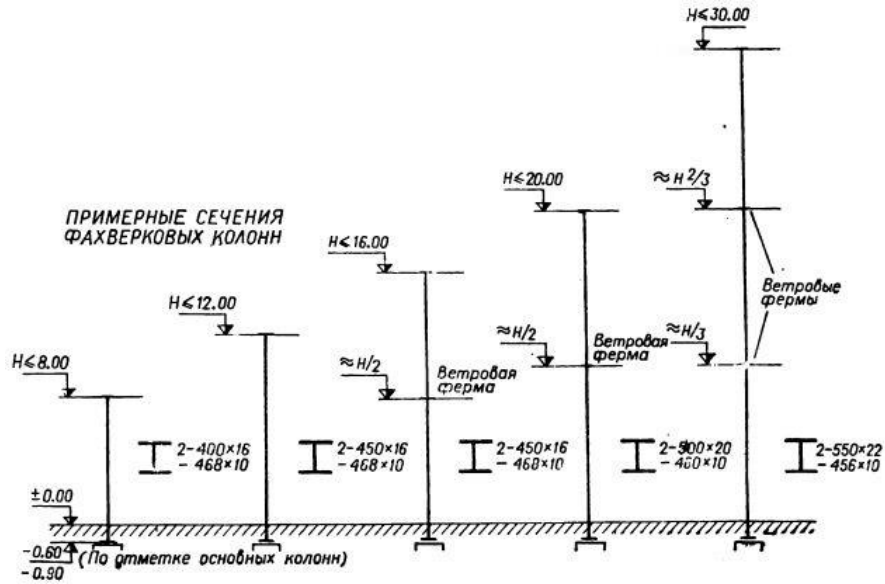 H≤30.00
H≤20.00
≈H 2/3
ПРИМЕРНЫЕ СЕЧЕНИЯ
ФАХВЕРКОВЫХ КОЛОНН
H≤16.00
Ветровые
фермы
H≤12.00
≈H/2
Ветровая
ферма
≈H/3
H≤8.00
≈H/2
Ветровая
ферма
2-400×16
-468×10
2-450×16
-468×10
2-450×16
-468×10
2-500×20
-460×10
2-550×22
-456×10
±0.00
-0.60
-0.90
(По отметке основных колонн)